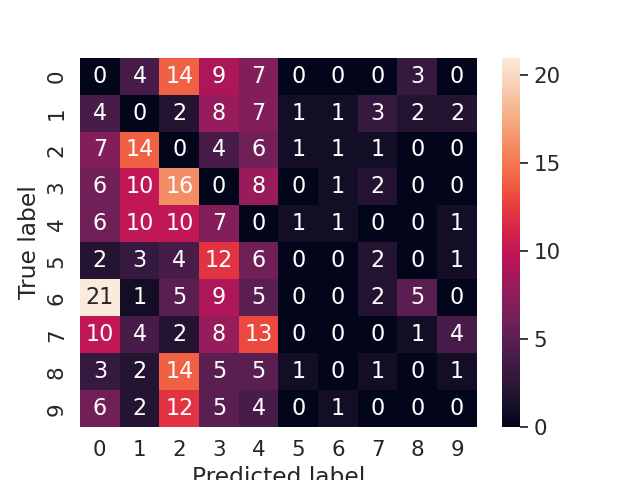 0 4 14 9 7 0 0 0 3 0 0
1 4 0 2 8 7 1 1 3 2 2
2 7 14 0 4 6 1 1 1 0 0
3 6 10 16 0 8 0 1 2 0 0
4 6 10 10 7 0 1 1 0 0 1
5 2 3 4 12 6 0 0 2 0 1
6 21 1 5 9 5 0 0 2 5 0
7 10 4 2 8 13 0 0 0 1 4
8 3 2 14 5 5 1 0 1 0 1
9 6 2 12 5 4 0 1 0 0 0
0 1 2 3 4 5 6 7 8 9
True label
Predicted label
20
15
10
5
0